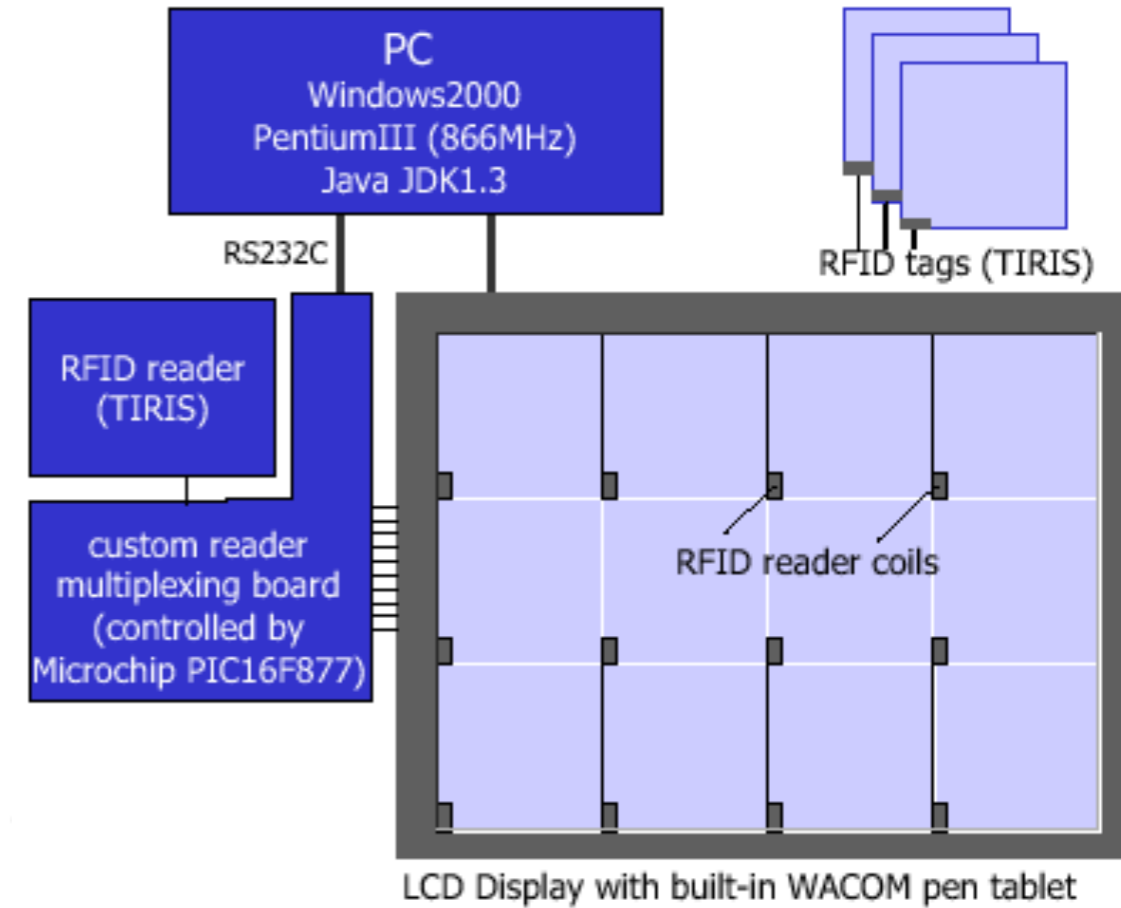 PC
Windows2000
PentiumIII (866MHz)
Java JDK1.3
RS232C
RFID tags (TIRIS)
RFID reader
(TIRIS)
custom reader
multiplexing board
(controlled by
Microchip PIC16F877)
RFID reader coils
LCD Display with built-in WACOM pen tablet